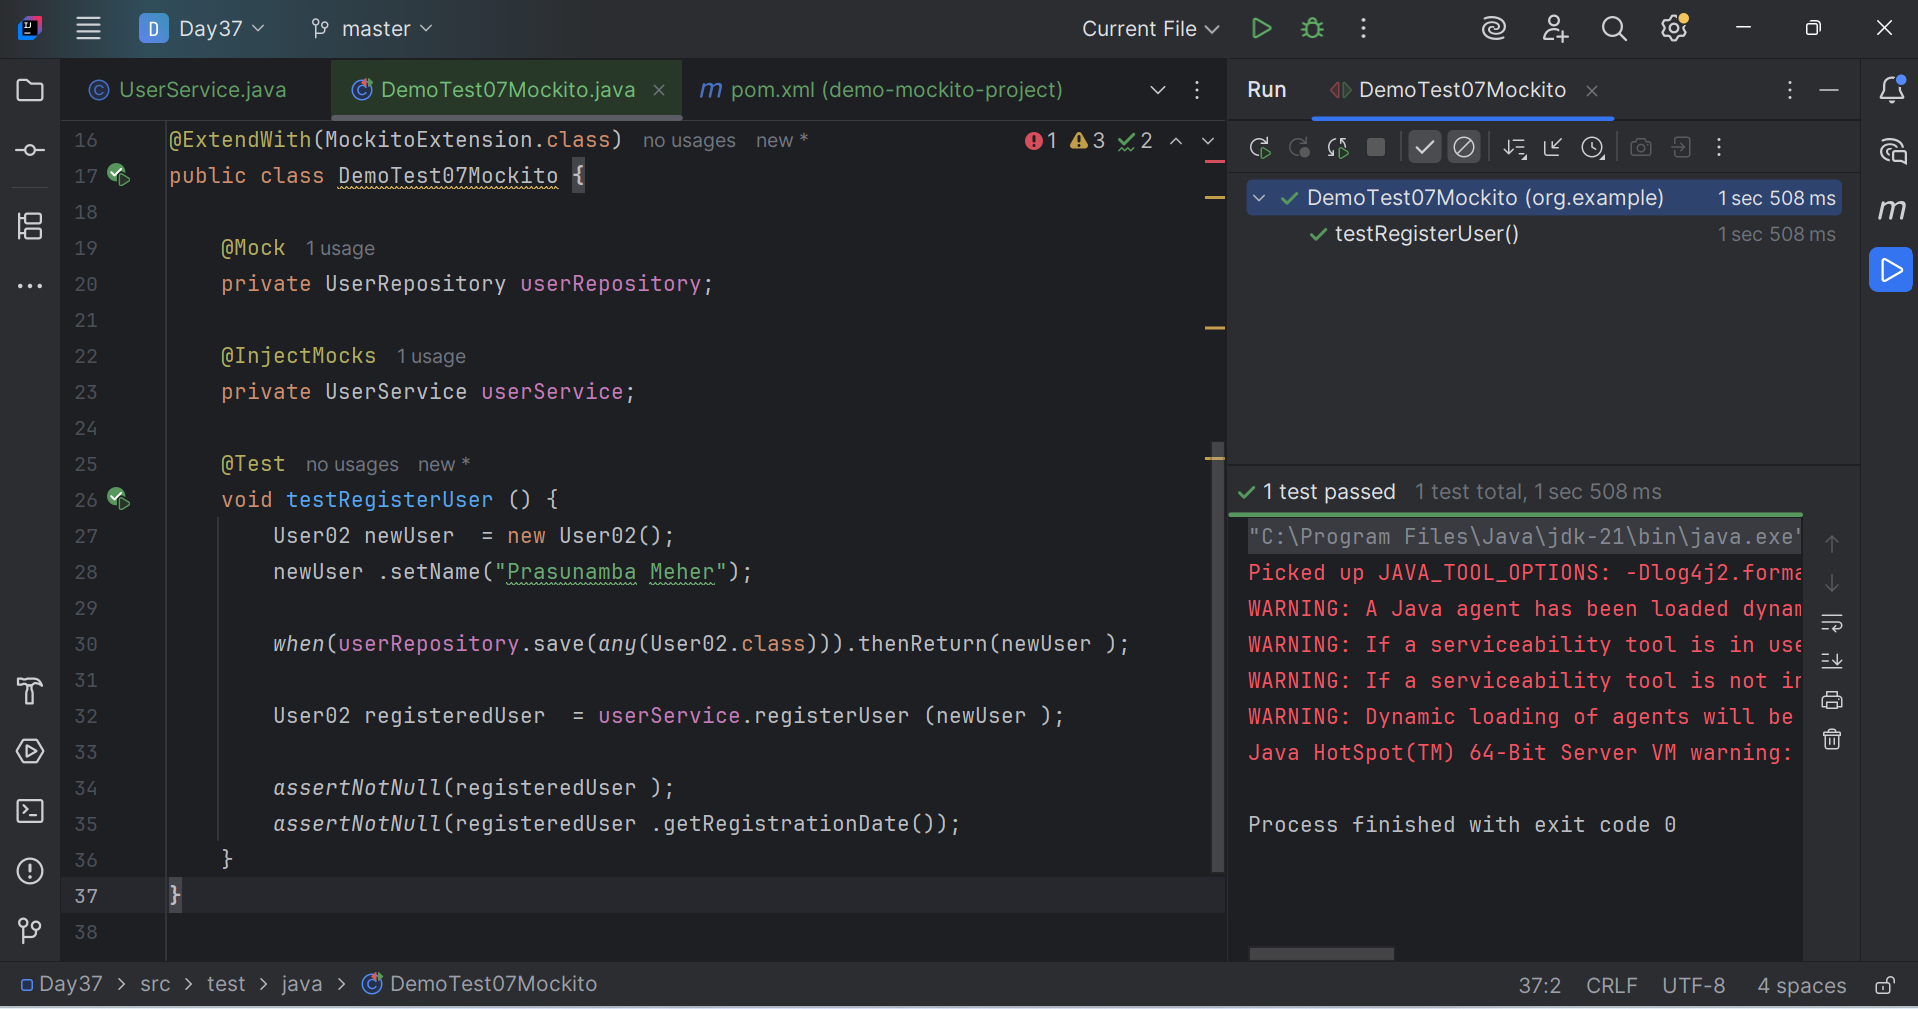 D Day37 master Current File
UserService.java DemoTest07Mockito.java m pom.xml (demo-mockito-project)
16 @ExtendWith(MockitoExtension.class) no usages new *
1 3 2
17 public class DemoTest07Mockito {
18
19 @Mock 1 usage
20 private UserRepository userRepository;
21
22 @InjectMocks 1 usage
23 private UserService userService;
24
25 @Test no usages new *
26 void testRegisterUser () {
27 User02 newUser  = new User02();
28 newUser .setName("Prasunamba Meher");
29
30 when(userRepository.save(any(User02.class))).thenReturn(newUser );
31
32 User02 registeredUser  = userService.registerUser (newUser );
33
34 assertNotNull(registeredUser );
35 assertNotNull(registeredUser .getRegistrationDate());
36 }
37 }
38
Run DemoTest07Mockito
DemoTest07Mockito (org.example) 1 sec 508 ms
testRegisterUser() 1 sec 508 ms
1 test passed 1 test total, 1 sec 508 ms
"C:\Program Files\Java\jdk-21\bin\java.exe"
Picked up JAVA_TOOL_OPTIONS: -Dlog4j2.forma
WARNING: A Java agent has been loaded dynam
WARNING: If a serviceability tool is in use
WARNING: If a serviceability tool is not in
WARNING: Dynamic loading of agents will be
Java HotSpot(TM) 64-Bit Server VM warning:
Process finished with exit code 0
m
Day37 > src > test > java > DemoTest07Mockito
37:2 CRLF UTF-8 4 spaces